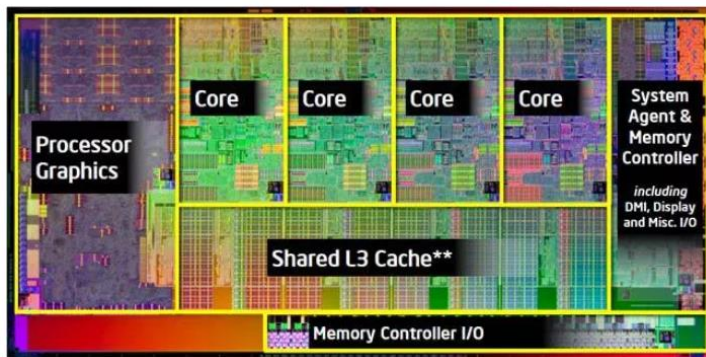 Processor
Graphics
Core
Core
Core
Core
System
Agent &
Memory
Controller
including
DMI, Display
and Misc. I/O
Shared L3 Cache**
Memory Controller I/O